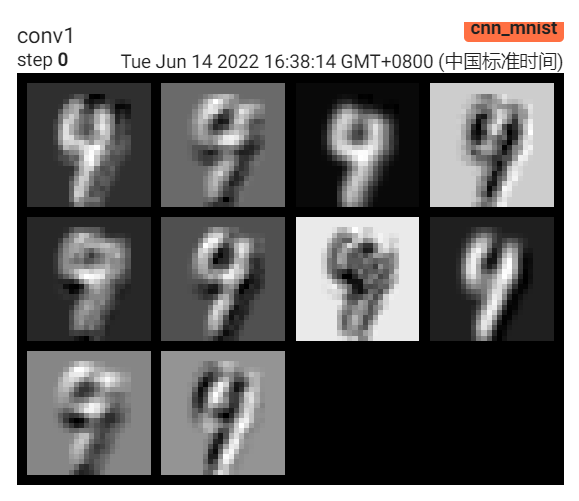 cnn_mnist
conv1
step 0 Tue Jun 14 2022 16:38:14 GMT+0800 (中国标准时间)